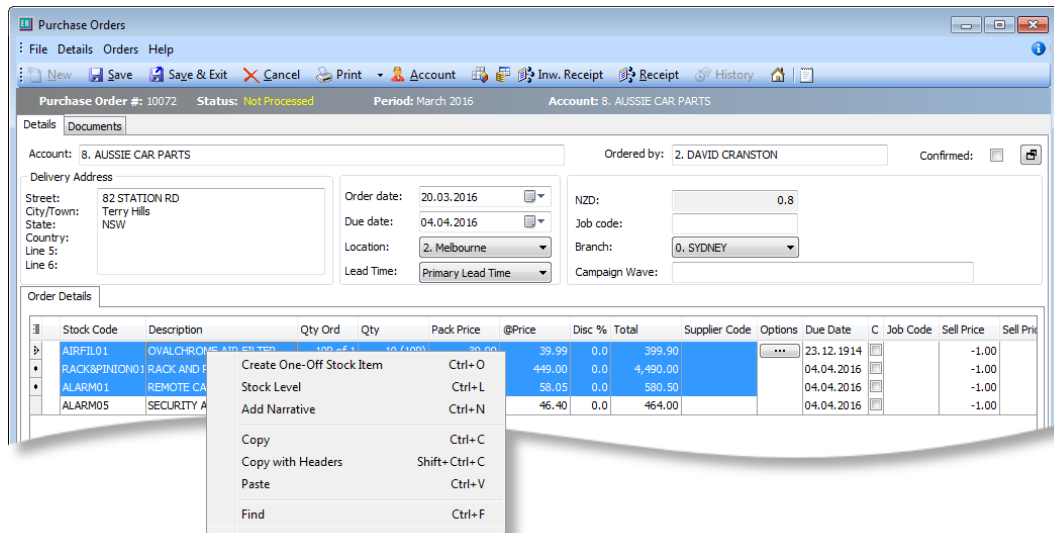 Purchase Orders
File Details Orders Help
New Save Save & Exit Cancel Print Account Inw. Receipt Receipt History
Purchase Order #: 10072 Status: Not Processed Period: March 2016 Account: 8. AUSSIE CAR PARTS
Details Documents
Account: 8. AUSSIE CAR PARTS Ordered by: 2. DAVID CRANSTON Confirmed:
Delivery Address
Street: 82 STATION RD
City/Town: Terry Hills
State: NSW
Country:
Line 5:
Line 6:
Order date: 20.03.2016
Due date: 04.04.2016
Location: 2. Melbourne
Lead Time: Primary Lead Time
NZD: 0.8
Job code:
Branch: 0. SYDNEY
Campaign Wave:
Order Details
Stock Code Description Qty Ord Qty Pack Price @Price Disc % Total Supplier Code Options Due Date C Job Code Sell Price Sell
AIRFIL01 OVALCHROME AIR FILTER 39.99 0.0 399.90 ... 23.12.1914 -1.00
RACK&PINION01 RACK AND 449.00 0.0 4,490.00 04.04.2016 -1.00
ALARM01 REMOTE 58.05 0.0 580.50 04.04.2016 -1.00
ALARM05 SECURITY 46.40 0.0 464.00 04.04.2016 -1.00
Create One-Off Stock Item Ctrl+O
Stock Level Ctrl+L
Add Narrative Ctrl+N
Copy Ctrl+C
Copy with Headers Shift+Ctrl+C
Paste Ctrl+V
Find Ctrl+F